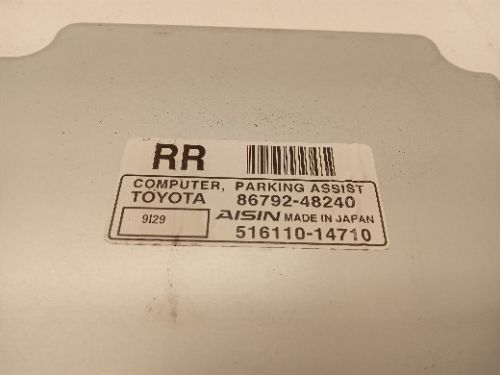 RR
COMPUTER, PARKING ASSIST
TOYOTA 86792-48240
9I29 AISIN MADE IN JAPAN
516110-14710